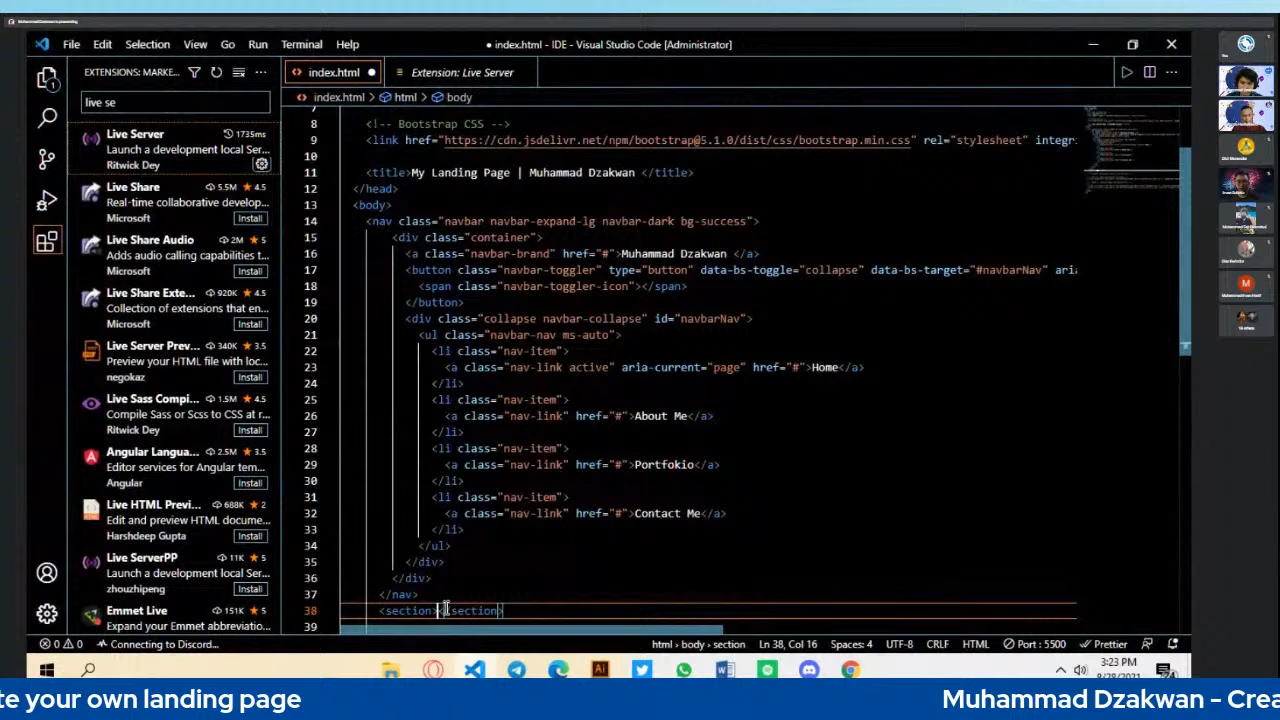 Muhammad Dzakwan is presenting
File Edit Selection View Go Run Terminal Help
● index.html - IDE - Visual Studio Code [Administrator]
EXTENSIONS: MARKE...
live se
Live Server 1735ms
Launch a development local Ser...
Ritwick Dey
Live Share 5.5M ★ 4.5
Real-time collaborative develop...
Microsoft Install
Live Share Audio 2M ★ 5
Adds audio calling capabilities t...
Microsoft Install
Live Share Exte... 920K ★ 4.5
Collection of extensions that en...
Microsoft Install
Live Server Prev... 340K ★ 3.5
Preview your HTML file with loc...
negokaz Install
Live Sass Compi... 1.5M ★ 4.5
Compile Sass or Scss to CSS at r...
Ritwick Dey Install
Angular Langua... 2.5M ★ 3.5
Editor services for Angular tem...
Angular Install
Live HTML Previ... 688K ★ 2
Edit and preview HTML docume...
Harshdeep Gupta Install
Live ServerPP 11K ★ 5
Launch a development local Ser...
zhouzhipeng Install
Emmet Live 151K ★ 5
Expand your Emmet abbreviatio...
index.html ● Extension: Live Server
index.html > html > body
7
8 <!-- Bootstrap CSS -->
9 <link .jsdelivr.net/npm/bootstrap@5.1.0/dist/css/bootstrap.min.css" rel="stylesheet" integr
10
11 <title>My Landing Page | Muhammad Dzakwan </title>
12 </head>
13 <body>
14 <nav class="navbar navbar-expand-lg navbar-dark bg-success">
15 <div class="container">
16 <a class="navbar-brand" href="#">Muhammad Dzakwan </a>
17 <button class="navbar-toggler" type="button" data-bs-toggle="collapse" data-bs-target="#navbarNav" aria
18 <span class="navbar-toggler-icon"></span>
19 </button>
20 <div class="collapse navbar-collapse" id="navbarNav">
21 <ul class="navbar-nav ms-auto">
22 <li class="nav-item">
23 <a class="nav-link active" aria-current="page" href="#">Home</a>
24 </li>
25 <li class="nav-item">
26 <a class="nav-link" href="#">About Me</a>
27 </li>
28 <li class="nav-item">
29 <a class="nav-link" href="#">Portfokio</a>
30 </li>
31 <li class="nav-item">
32 <a class="nav-link" href="#">Contact Me</a>
33 </li>
34 </ul>
35 </div>
36 </div>
37 </nav>
38 <section></section>
39
0 0 Connecting to Discord...
html > body > section Ln 38, Col 16 Spaces: 4 UTF-8 CRLF HTML Port : 5500 Prettier
3:23 PM
8/28/2021
te your own landing page
Muhammad Dzakwan - Crea